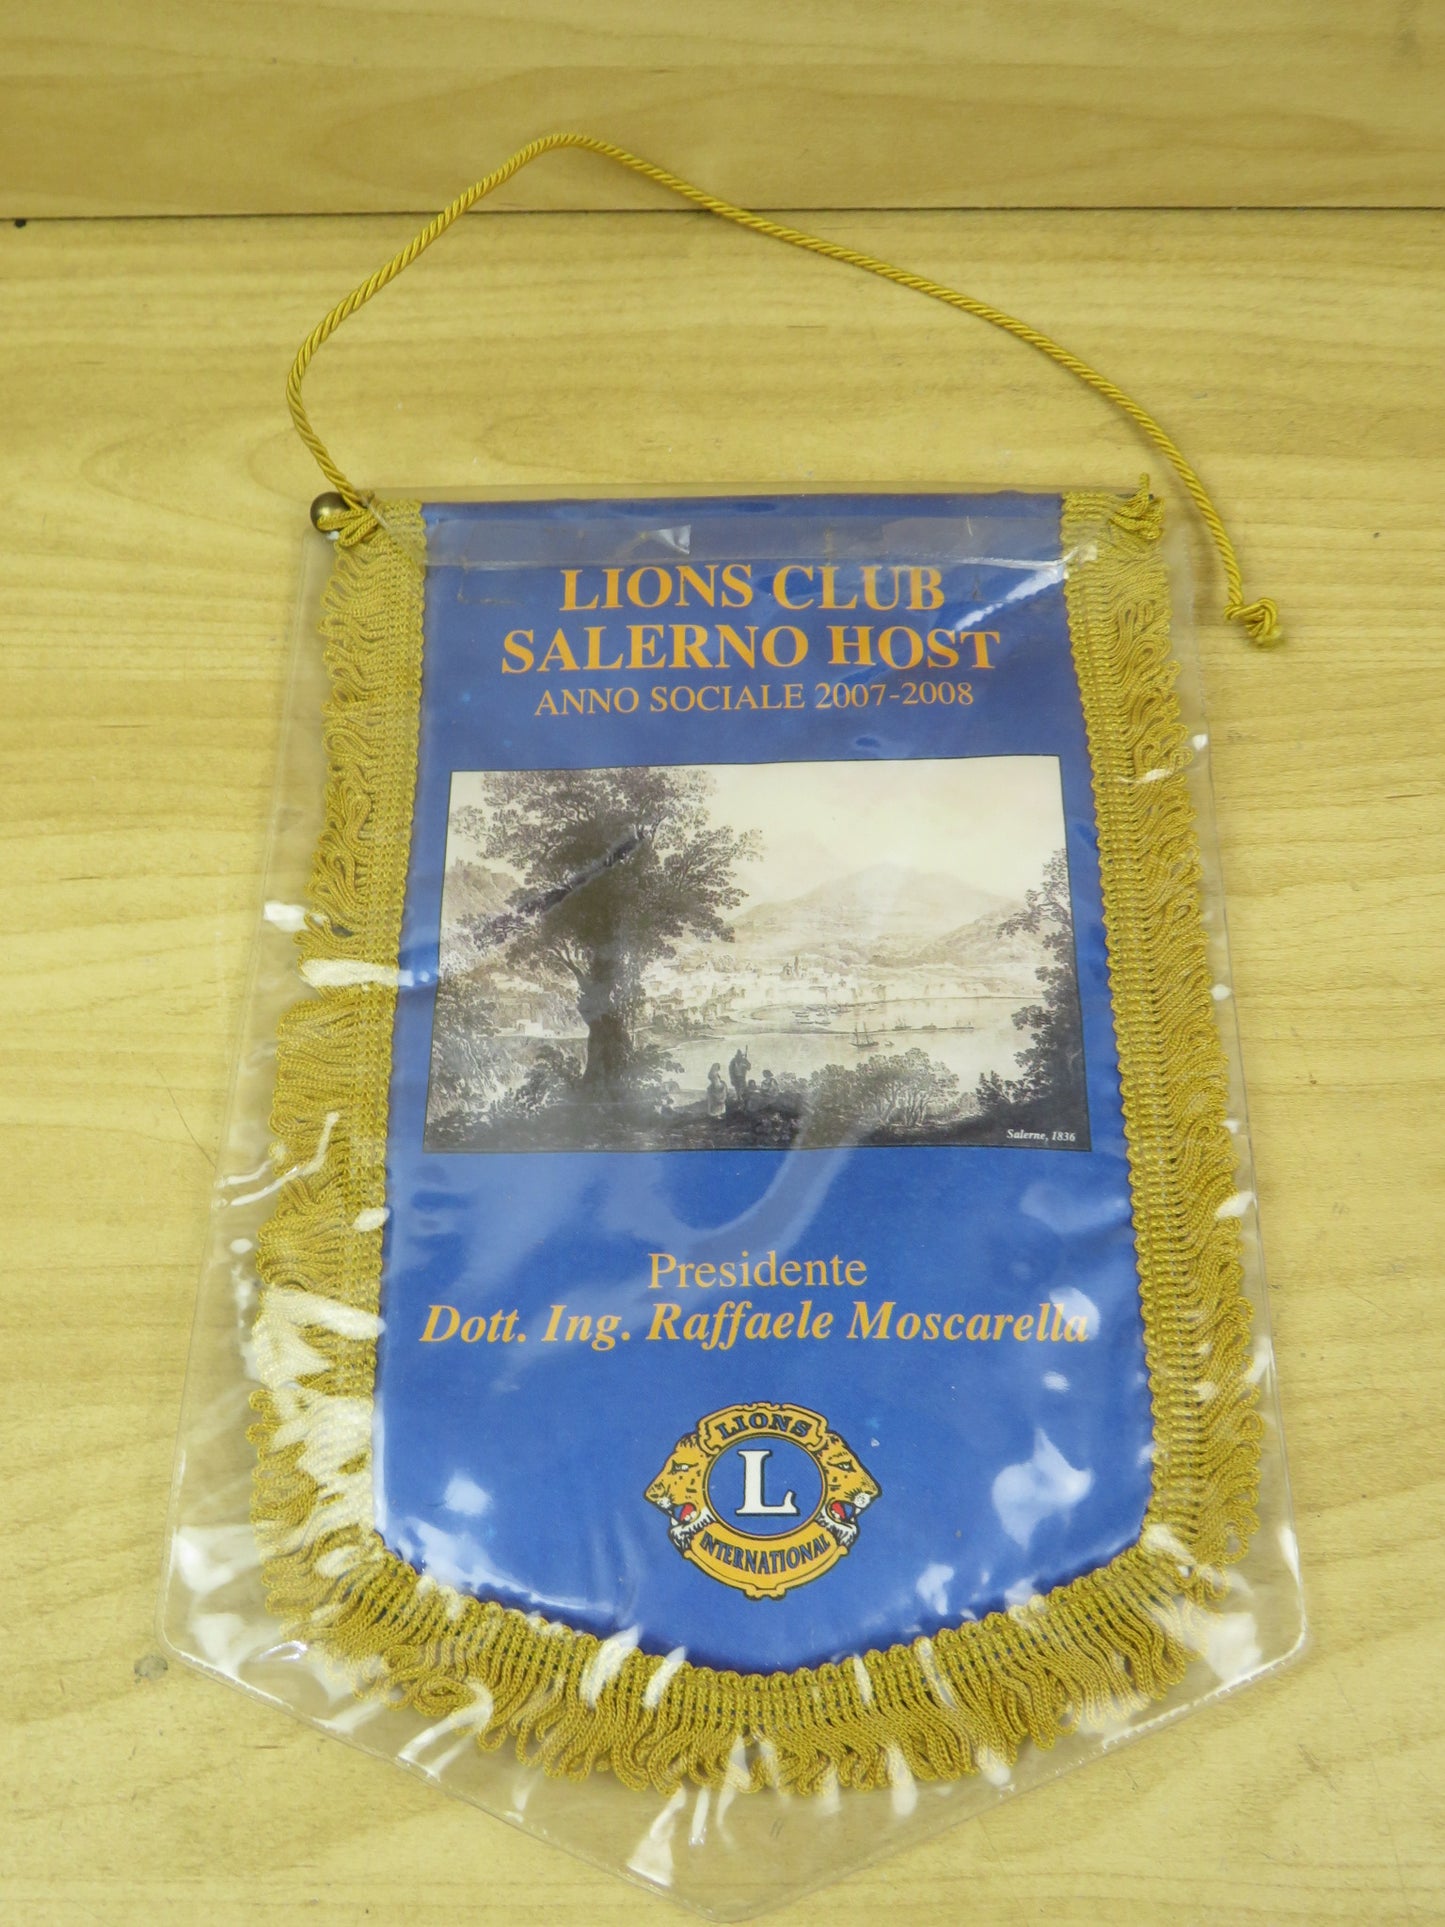 LIONS CLUB
SALERNO HOST
ANNO SOCIALE 2007-2008
Salerne, 1836
Presidente
Dott. Ing. Raffaele Moscarella
LIONS
L
INTERNATIONAL